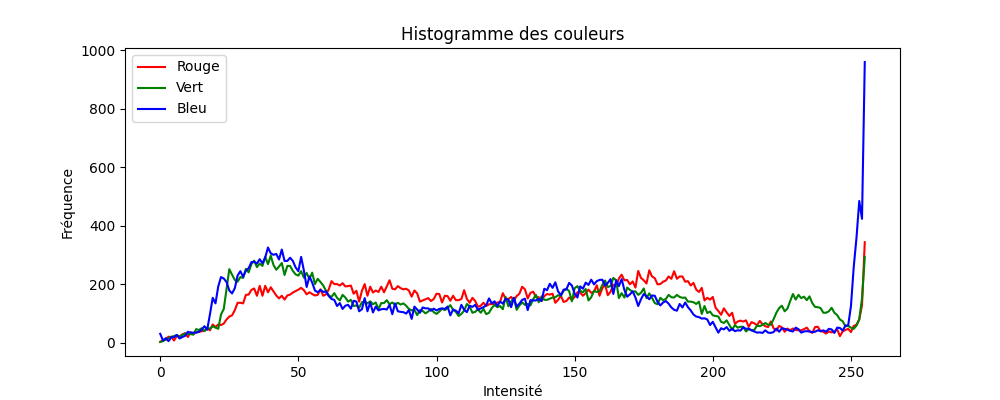 Histogramme des couleurs
1000
800
600
400
200
0
Fréquence
Rouge
Vert
Bleu
0 50 100 150 200 250
Intensité